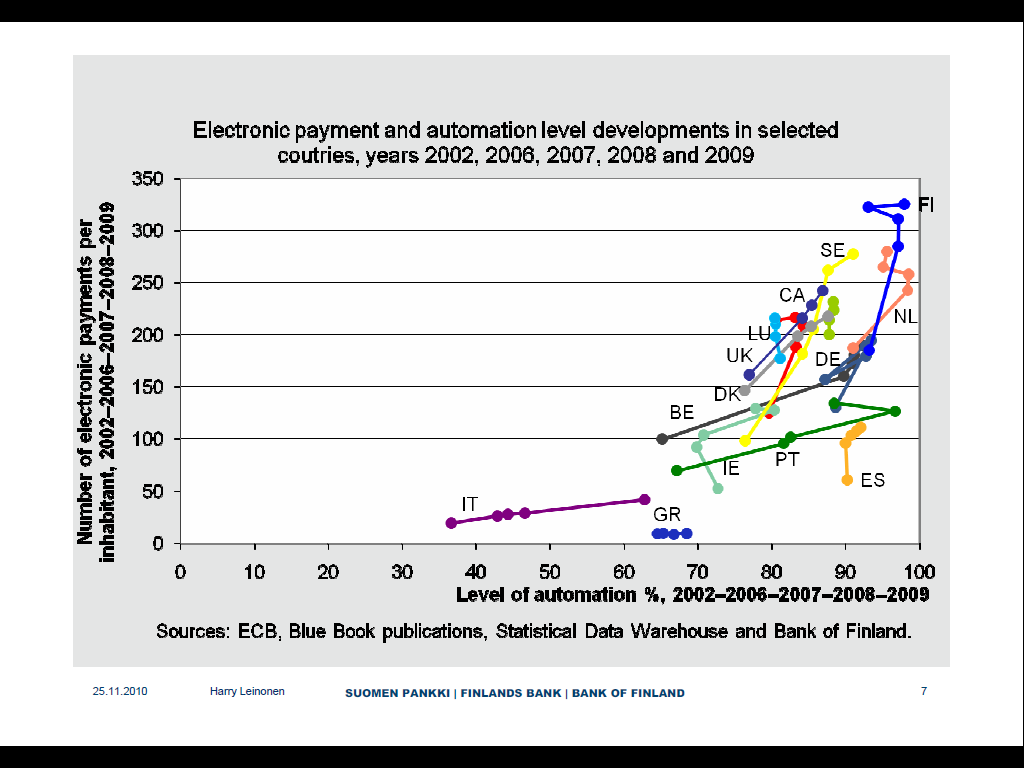 Electronic payment and automation level developments in selected
coutries, years 2002, 2006, 2007, 2008 and 2009
Number of electronic payments per
inhabitant, 2002–2006–2007–2008–2009
350
300
250
200
150
100
50
0
FI
SE
CA
NL
LU
UK
DE
DK
BE
PT
IE
ES
IT
GR
0 10 20 30 40 50 60 70 80 90 100
Level of automation %, 2002–2006–2007–2008–2009
Sources: ECB, Blue Book publications, Statistical Data Warehouse and Bank of Finland.
25.11.2010 Harry Leinonen SUOMEN PANKKI | FINLANDS BANK | BANK OF FINLAND 7